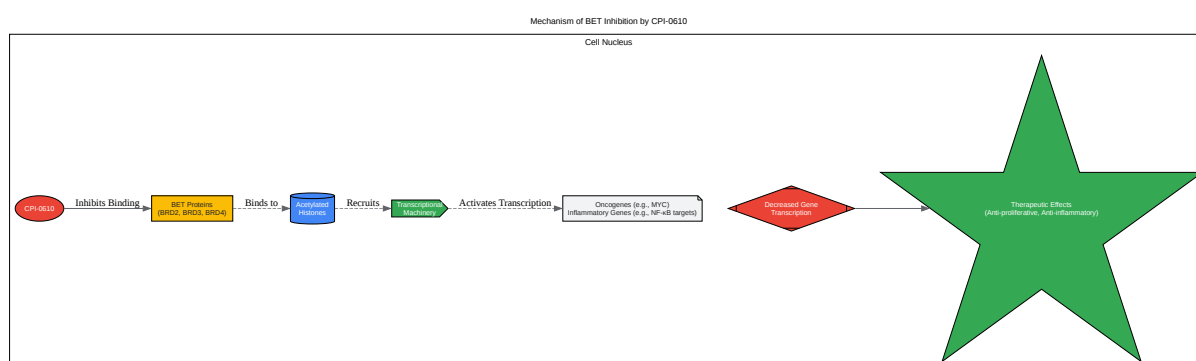 Mechanism of BET Inhibition by CPI-0610
Cell Nucleus
CPI-0610
Inhibits Binding
BET Proteins
(BRD2, BRD3, BRD4)
Binds to
Acetylated
Histones
Recruits
Transcriptional
Machinery
Activates Transcription
Oncogenes (e.g., MYC)
Inflammatory Genes (e.g., NF-κB targets)
Decreased Gene
Transcription
Therapeutic Effects
(Anti-proliferative, Anti-inflammatory)